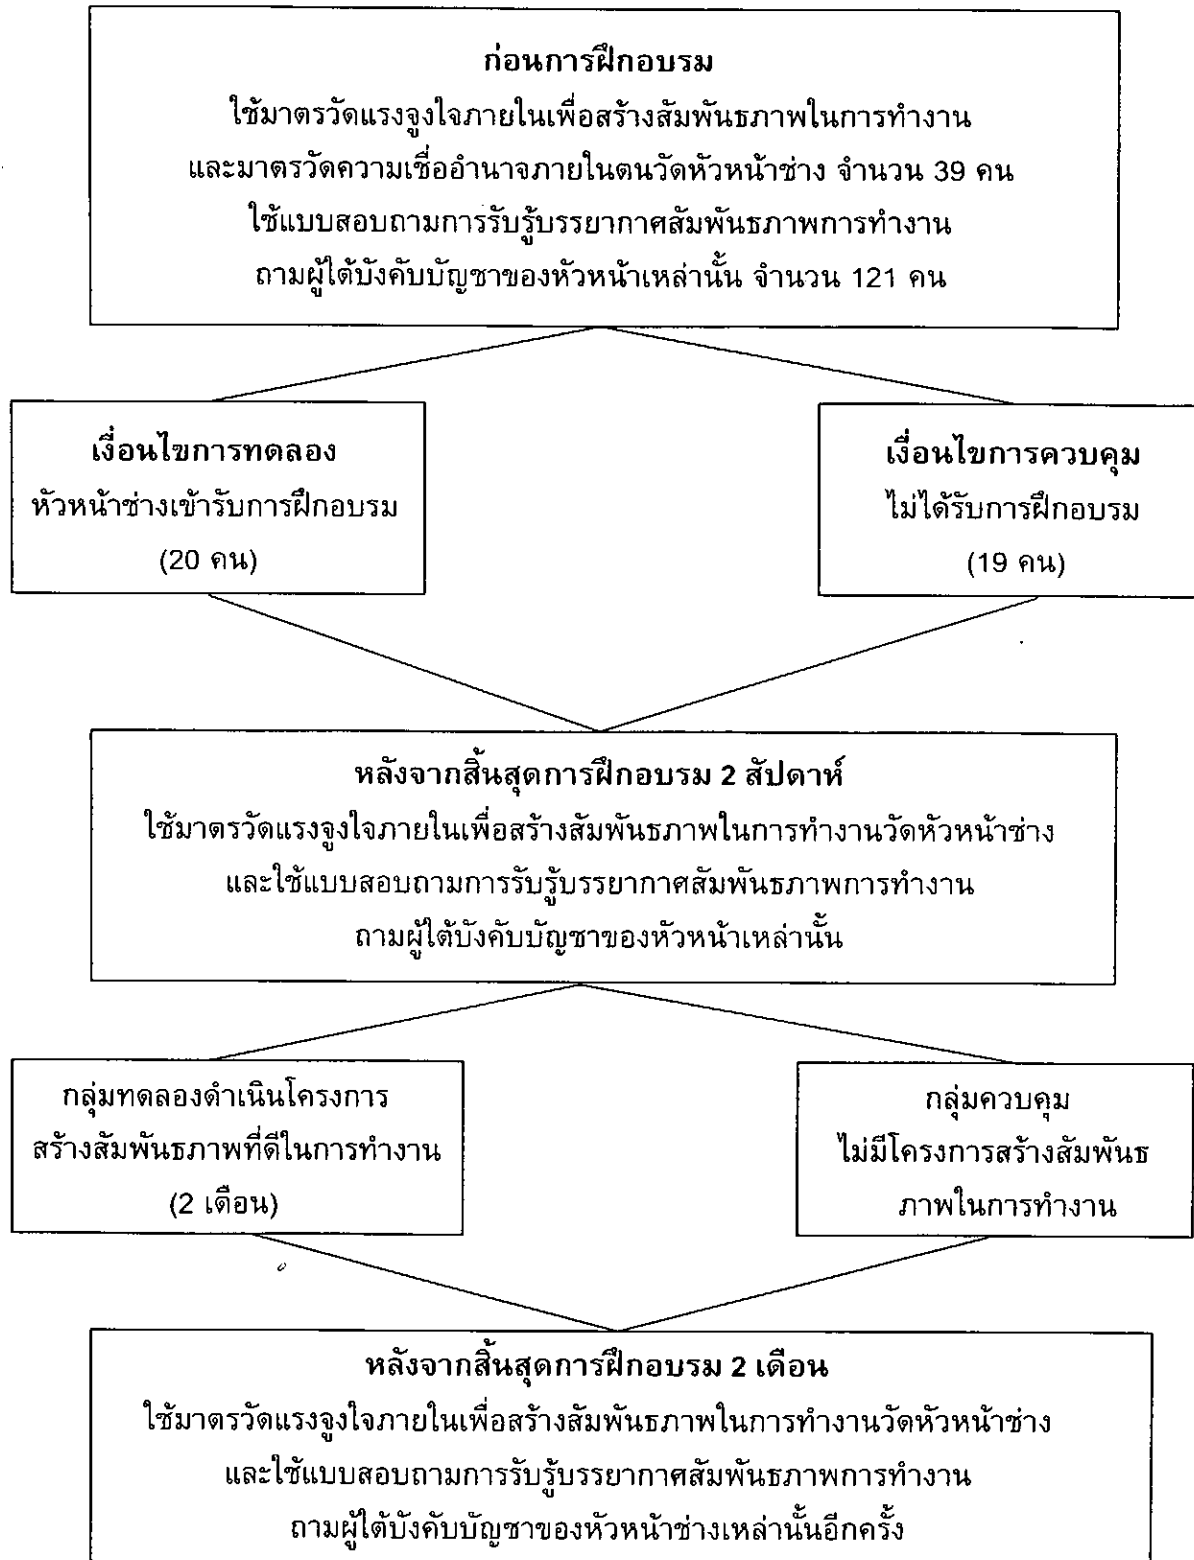 ก่อนการฝึกอบรม
ใช้มาตรวัดแรงจูงใจภายในเพื่อสร้างสัมพันธภาพในการทำงาน
และมาตรวัดความเชื่ออำนาจภายในตนวัดหัวหน้าช่าง จำนวน 39 คน
ใช้แบบสอบถามการรับรู้บรรยากาศสัมพันธภาพการทำงาน
ถามผู้ใต้บังคับบัญชาของหัวหน้าเหล่านั้น จำนวน 121 คน
เงื่อนไขการทดลอง
หัวหน้าช่างเข้ารับการฝึกอบรม
(20 คน)
เงื่อนไขการควบคุม
ไม่ได้รับการฝึกอบรม
(19 คน)
หลังจากสิ้นสุดการฝึกอบรม 2 สัปดาห์
ใช้มาตรวัดแรงจูงใจภายในเพื่อสร้างสัมพันธภาพในการทำงานวัดหัวหน้าช่าง
และใช้แบบสอบถามการรับรู้บรรยากาศสัมพันธภาพการทำงาน
ถามผู้ใต้บังคับบัญชาของหัวหน้าเหล่านั้น
กลุ่มทดลองดำเนินโครงการ
สร้างสัมพันธภาพที่ดีในการทำงาน
(2 เดือน)
กลุ่มควบคุม
ไม่มีโครงการสร้างสัมพันธ
ภาพในการทำงาน
หลังจากสิ้นสุดการฝึกอบรม 2 เดือน
ใช้มาตรวัดแรงจูงใจภายในเพื่อสร้างสัมพันธภาพในการทำงานวัดหัวหน้าช่าง
และใช้แบบสอบถามการรับรู้บรรยากาศสัมพันธภาพการทำงาน
ถามผู้ใต้บังคับบัญชาของหัวหน้าช่างเหล่านั้นอีกครั้ง